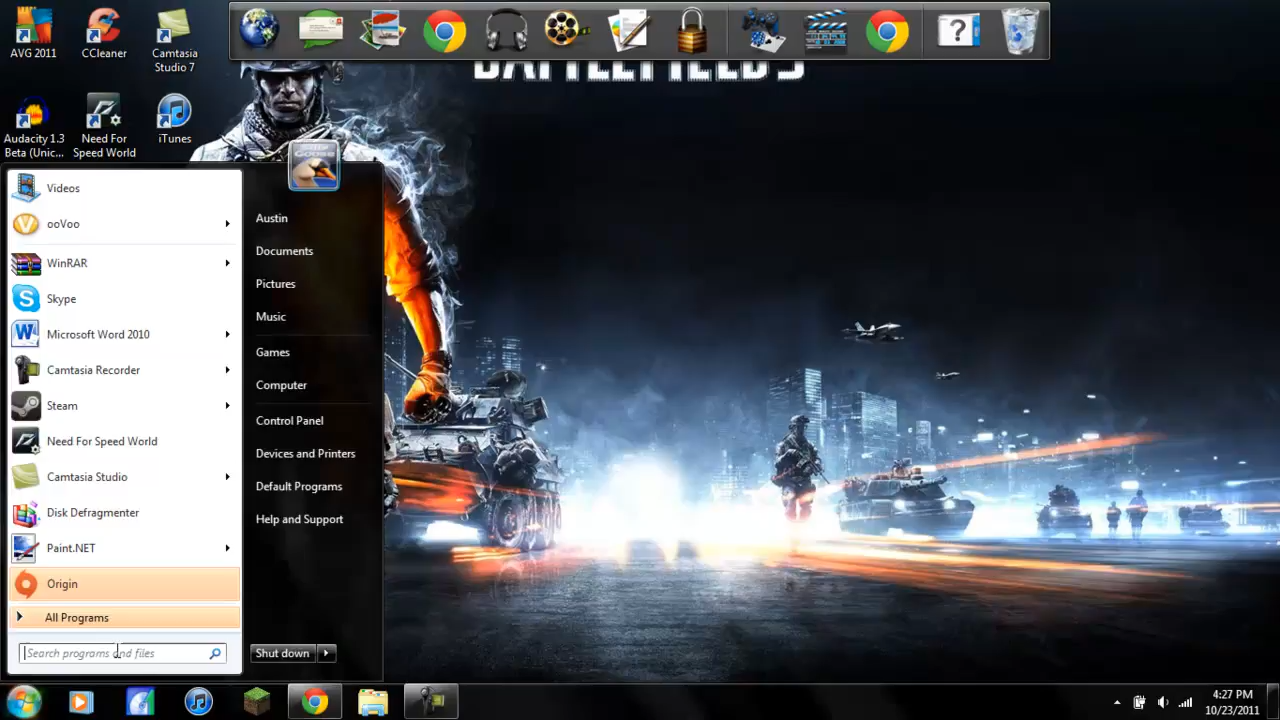 AVG 2011
CCleaner
Camtasia
Studio 7
BATTLEFIELD 3
Audacity 1.3
Beta (Unic...
Need For
Speed World
iTunes
Videos
ooVoo
WinRAR
Skype
Microsoft Word 2010
Camtasia Recorder
Steam
Need For Speed World
Camtasia Studio
Disk Defragmenter
Paint.NET
Origin
All Programs
Search programs and files
Austin
Documents
Pictures
Music
Games
Computer
Control Panel
Devices and Printers
Default Programs
Help and Support
Shut down
4:27 PM
10/23/2011